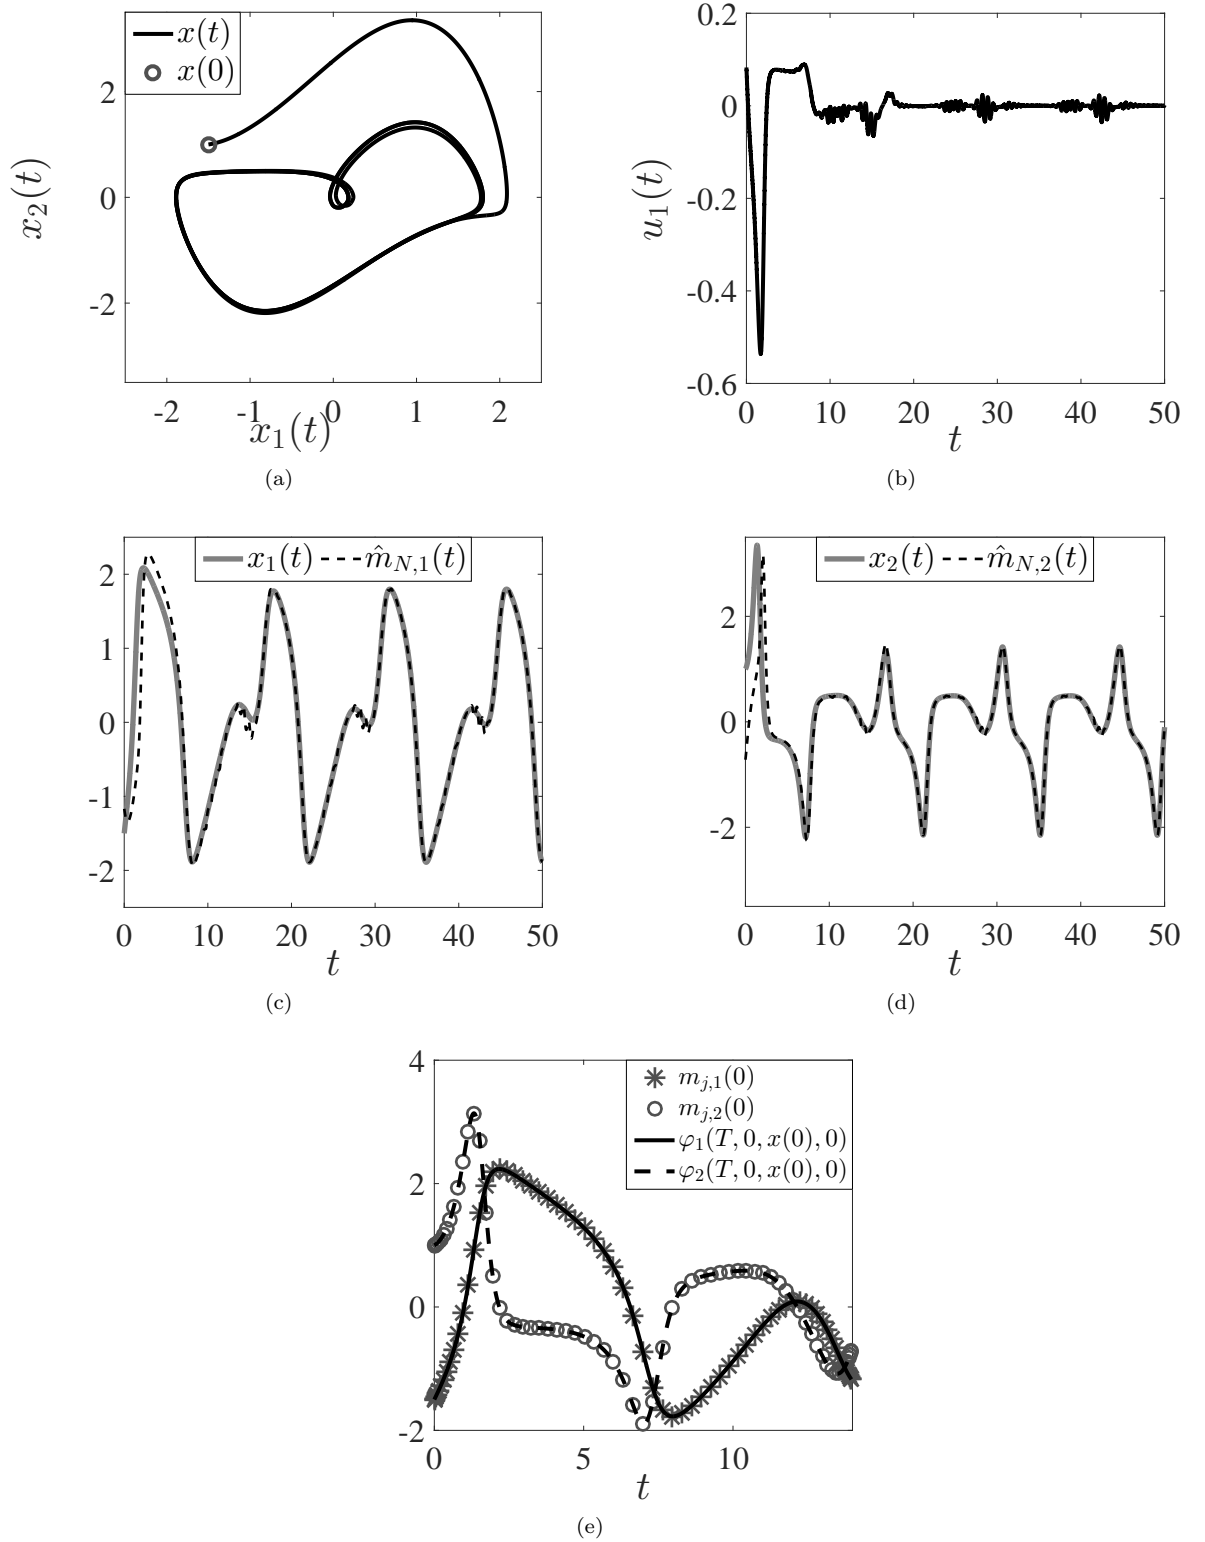 x(t)
x(0)
2
0
-2
x_2(t)
-2
-1
0
1
2
x_1(t)
(a)
0.2
0
-0.2
-0.4
-0.6
u_1(t)
0
10
20
30
40
50
t
(b)
x_1(t) m̂_{N,1}(t)
2
1
0
-1
-2
0
10
20
30
40
50
t
(c)
x_2(t) m̂_{N,2}(t)
2
0
-2
0
10
20
30
40
50
t
(d)
4
2
0
-2
m_{j,1}(0)
m_{j,2}(0)
φ_1(T, 0, x(0), 0)
φ_2(T, 0, x(0), 0)
0
5
10
t
(e)